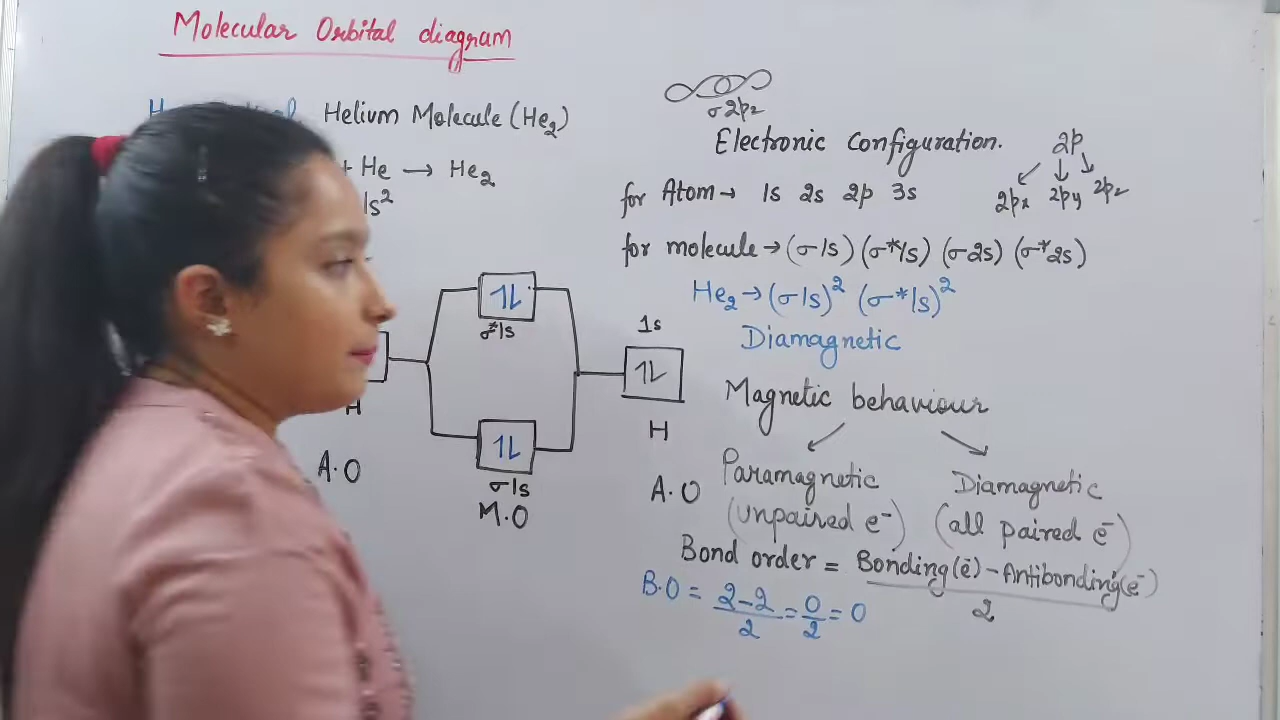 Molecular Orbital diagram
Helium Molecule (He2)
+ He → He2
1s²
σ*1s
σ1s
M.O
H
A.O
1s
H
A.O
σ2pz
Electronic Configuration.
2p
2px 2py 2pz
for Atom → 1s 2s 2p 3s
for molecule → (σ1s) (σ*1s) (σ2s) (σ*2s)
He2 → (σ1s)² (σ*1s)²
Diamagnetic
Magnetic behaviour
Paramagnetic
(unpaired e⁻)
Diamagnetic
(all paired e⁻)
Bond order = Bonding(e⁻) - Antibonding(e⁻)
2
B.O = 2-2 = 0 = 0
2 2